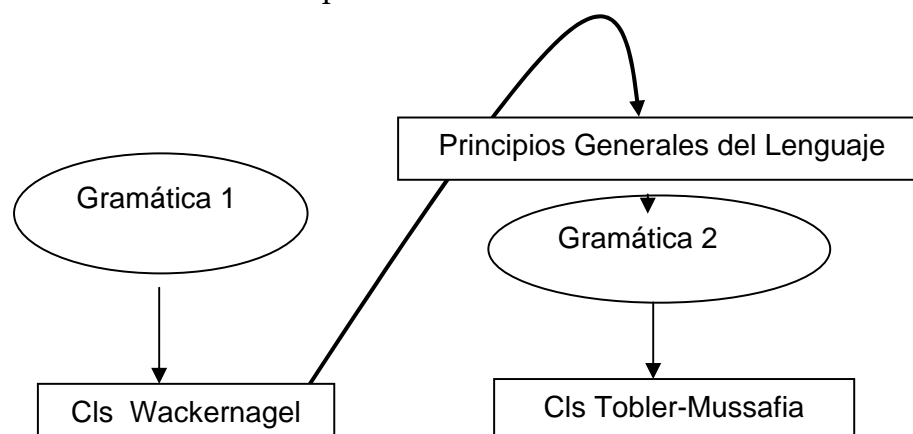 Principios Generales del Lenguaje
Gramática 1
Gramática 2
Cls Wackernagel
Cls Tobler-Mussafia